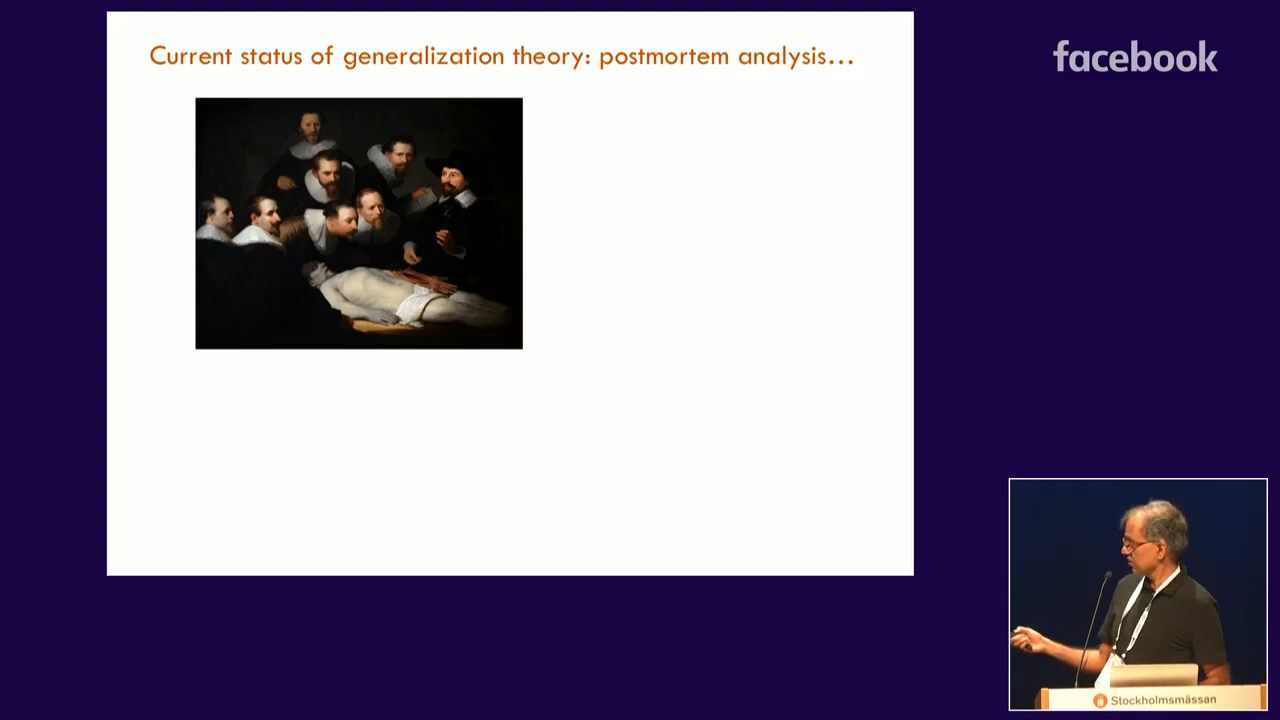 Current status of generalization theory: postmortem analysis…
facebook
Stockholmsmässan